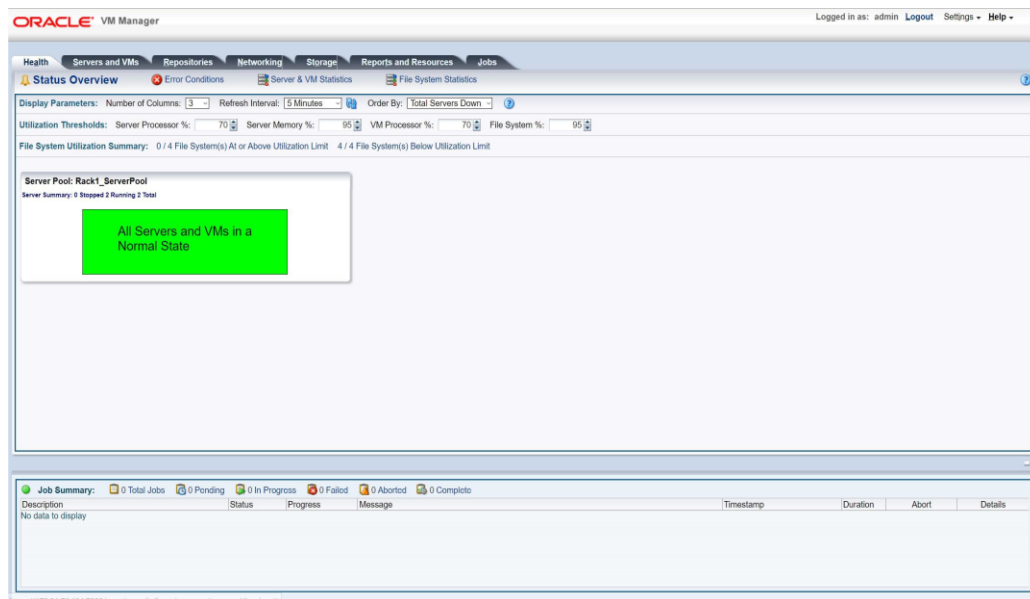 ORACLE VM Manager
Logged in as: admin Logout Settings Help
Health Servers and VMs Repositories Networking Storage Reports and Resources Jobs
Status Overview Error Conditions Server & VM Statistics File System Statistics
Display Parameters: Number of Columns: 3 Refresh Interval: 5 Minutes Order By: Total Servers Down
Utilization Thresholds: Server Processor %: 70 Server Memory %: 95 VM Processor %: 70 File System %: 95
File System Utilization Summary: 0 / 4 File System(s) At or Above Utilization Limit 4 / 4 File System(s) Below Utilization Limit
Server Pool: Rack1_ServerPool
Server Summary: 0 Stopped 2 Running 2 Total
All Servers and VMs in a
Normal State
Job Summary: 0 Total Jobs 0 Pending 0 In Progress 0 Failed 0 Aborted 0 Complete
Description Status Progress Message Timestamp Duration Abort Details
No data to display